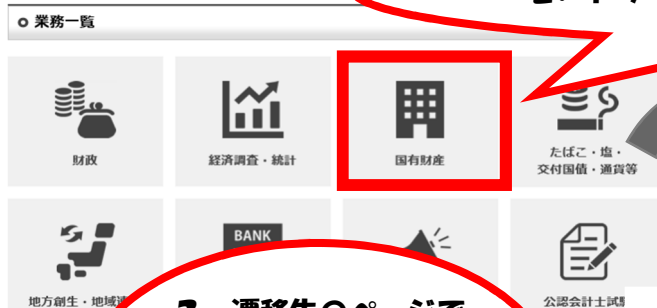 業務一覧
財政
経済調査・統計
国有財産
たばこ・塩・
交付国債・通貨等
BANK
地方創生・地域
公認会計士試
遷移先のページで